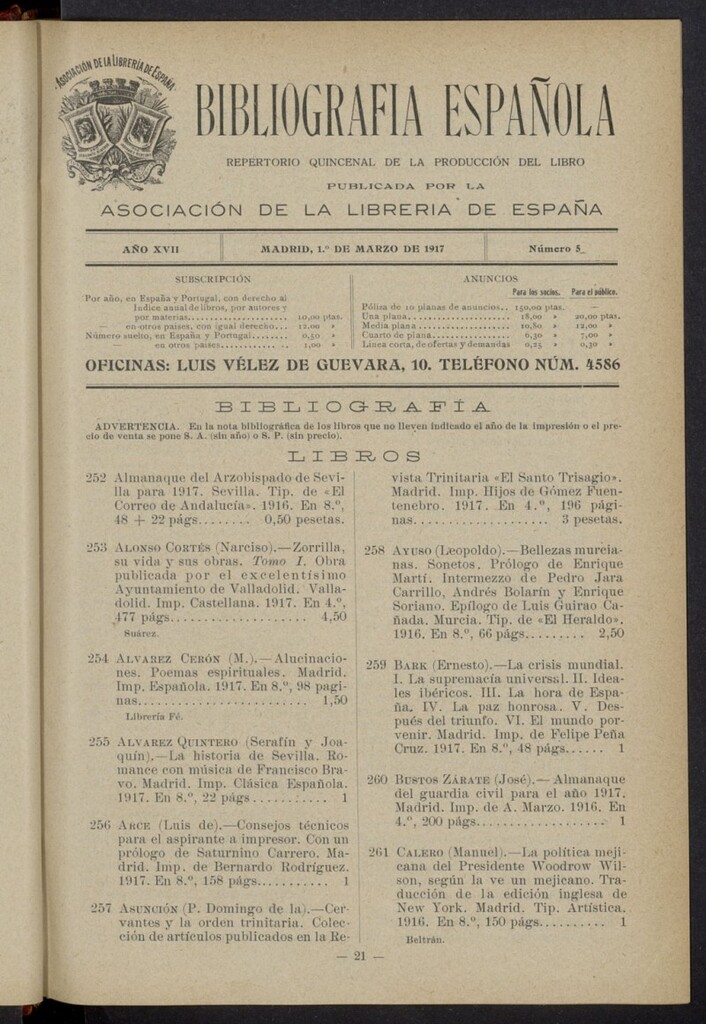 ASOCIACIÓN DE LA LIBRERÍA DE ESPAÑA
BIBLIOGRAFIA ESPAÑOLA
REPERTORIO QUINCENAL DE LA PRODUCCIÓN DEL LIBRO
PUBLICADA POR LA
ASOCIACIÓN DE LA LIBRERIA DE ESPAÑA
AÑO XVII
MADRID, 1.º DE MARZO DE 1917
Número 5
SUBSCRIPCIÓN
Por año, en España y Portugal, con derecho al
Indice anual de libros, por autores y
por materias.................... 10,00 ptas.
— en otros países, con igual derecho... 12,00 »
Número suelto, en España y Portugal....... 0,50 »
— en otros países............. 1,00 »
ANUNCIOS
Para los socios. Para el público.
Póliza de 10 planas de anuncios.. 150,00 ptas. —
Una plana.................... 18,00 » 20,00 ptas.
Media plana.................. 10,80 » 12,00 »
Cuarto de plana............... 6,30 » 7,00 »
Línea corta, de ofertas y demandas 0,25 » 0,30 »
OFICINAS: LUIS VÉLEZ DE GUEVARA, 10. TELÉFONO NÚM. 4586
BIBLIOGRAFÍA
ADVERTENCIA. En la nota bibliográfica de los libros que no lleven indicado el año de la impresión o el pre-
cio de venta se pone S. A. (sin año) o S. P. (sin precio).
LIBROS
252 Almanaque del Arzobispado de Sevi-
lla para 1917. Sevilla. Tip. de «El
Correo de Andalucía». 1916. En 8.º,
48 + 22 págs........ 0,50 pesetas.
253 ALONSO CORTÉS (Narciso).—Zorrilla,
su vida y sus obras. Tomo I. Obra
publicada por el excelentísimo
Ayuntamiento de Valladolid. Valla-
dolid. Imp. Castellana. 1917. En 4.º,
477 págs................... 4,50
Suárez.
254 ALVAREZ CERÓN (M.).—Alucinacio-
nes. Poemas espirituales. Madrid.
Imp. Española. 1917. En 8.º, 98 pagi-
nas........................ 1,50
Librería Fé.
255 ALVAREZ QUINTERO (Serafín y Joa-
quín).—La historia de Sevilla. Ro-
mance con música de Francisco Bra-
vo. Madrid. Imp. Clásica Española.
1917. En 8.º, 22 págs........... 1
256 ARCE (Luis de).—Consejos técnicos
para el aspirante a impresor. Con un
prólogo de Saturnino Carrero. Ma-
drid. Imp. de Bernardo Rodríguez.
1917. En 8.º, 158 págs.......... 1
257 ASUNCIÓN (P. Domingo de la).—Cer-
vantes y la orden trinitaria. Colec-
ción de artículos publicados en la Re-
vista Trinitaria «El Santo Trisagio».
Madrid. Imp. Hijos de Gómez Fuen-
tenebro. 1917. En 4.º, 196 pági-
nas................... 3 pesetas.
258 AYUSO (Leopoldo).—Bellezas murcia-
nas. Sonetos. Prólogo de Enrique
Martí. Intermezzo de Pedro Jara
Carrillo, Andrés Bolarín y Enrique
Soriano. Epílogo de Luis Guirao Ca-
ñada. Murcia. Tip. de «El Heraldo».
1916. En 8.º, 66 págs........ 2,50
259 BARK (Ernesto).—La crisis mundial.
I. La supremacía universal. II. Idea-
les ibéricos. III. La hora de Espa-
ña. IV. La paz honrosa. V. Des-
pués del triunfo. VI. El mundo por-
venir. Madrid. Imp. de Felipe Peña
Cruz. 1917. En 8.º, 48 págs...... 1
260 BUSTOS ZÁRATE (José).—Almanaque
del guardia civil para el año 1917.
Madrid. Imp. de A. Marzo. 1916. En
4.º, 200 págs................... 1
261 CALERO (Manuel).—La política meji-
cana del Presidente Woodrow Wil-
son, según la ve un mejicano. Tra-
ducción de la edición inglesa de
New York. Madrid. Tip. Artística.
1916. En 8.º, 150 págs.......... 1
Beltrán.
— 21 —